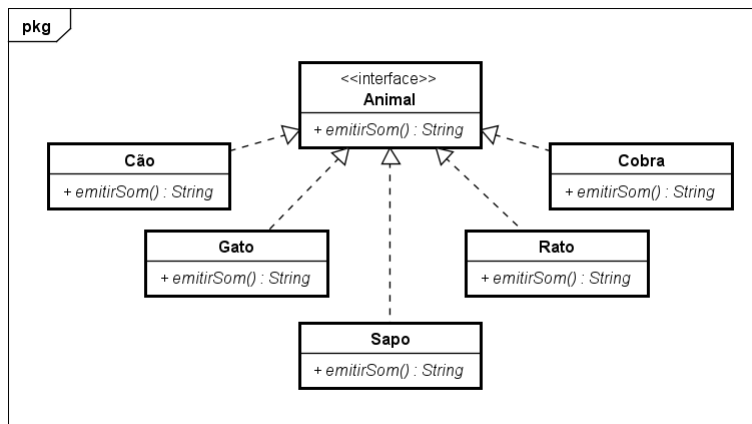 pkg
<<interface>>
Animal
+ emitirSom() : String
Cão
+ emitirSom() : String
Cobra
+ emitirSom() : String
Gato
+ emitirSom() : String
Rato
+ emitirSom() : String
Sapo
+ emitirSom() : String